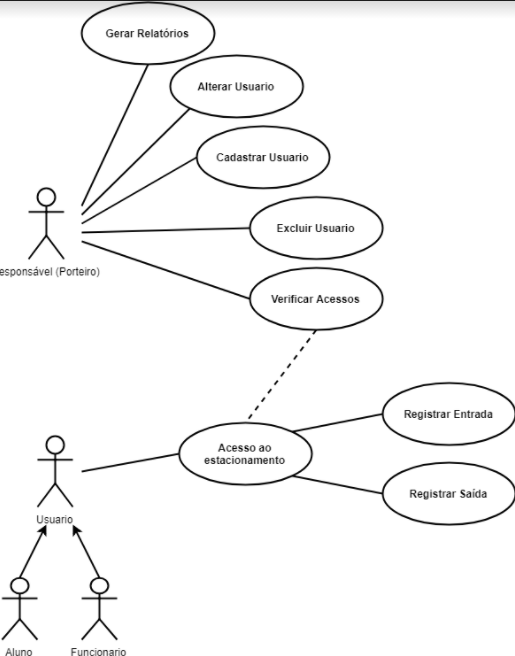 Gerar Relatórios
Alterar Usuario
Cadastrar Usuario
Excluir Usuario
esponsável (Porteiro)
Verificar Acessos
Registrar Entrada
Acesso ao
estacionamento
Registrar Saída
Usuario
Aluno
Funcionario